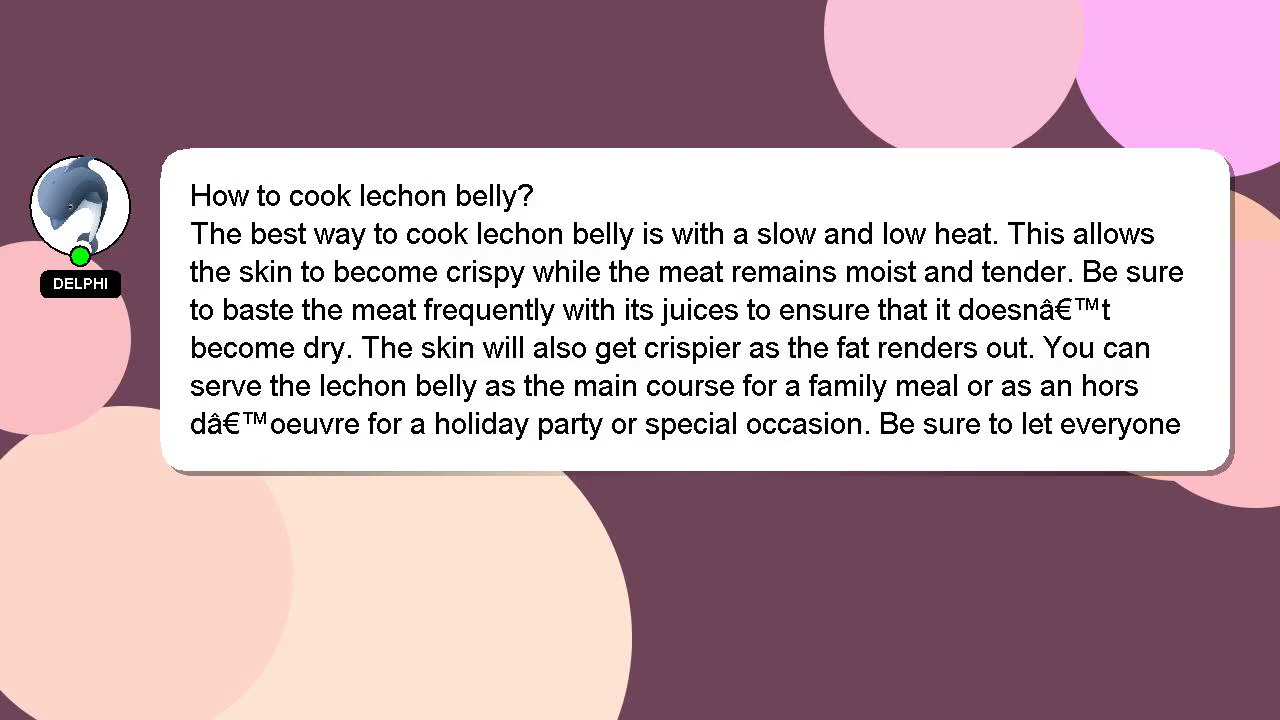 How to cook lechon belly?
The best way to cook lechon belly is with a slow and low heat. This allows
the skin to become crispy while the meat remains moist and tender. Be sure
to baste the meat frequently with its juices to ensure that it doesnâ€™t
become dry. The skin will also get crispier as the fat renders out. You can
serve the lechon belly as the main course for a family meal or as an hors
dâ€™oeuvre for a holiday party or special occasion. Be sure to let everyone
DELPHI